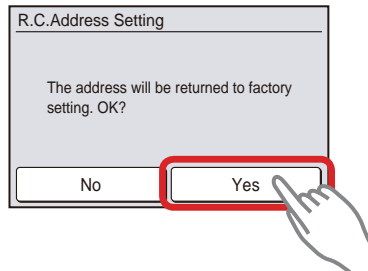 R.C.Address Setting
The address will be returned to factory
setting. OK?
No
Yes